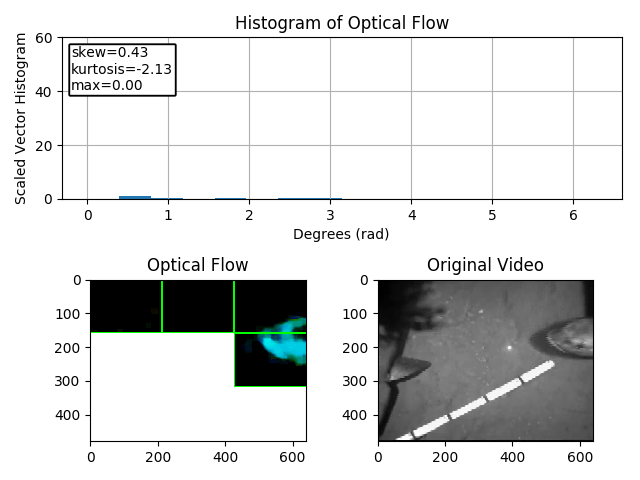 Histogram of Optical Flow
Scaled Vector Histogram
60
40
20
0
skew=0.43
kurtosis=-2.13
max=0.00
0 1 2 3 4 5 6
Degrees (rad)
Optical Flow
0
100
200
300
400
0 200 400 600
Original Video
0
100
200
300
400
0 200 400 600